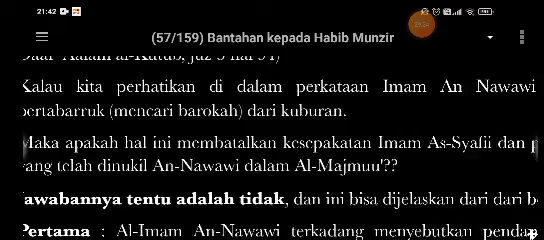 21:42
(57/159) Bantahan kepada Habib Munzir
Kalau kita perhatikan di dalam perkataan Imam An Nawawi
bertabarruk (mencari barokah) dari kuburan.
Maka apakah hal ini membatalkan kesepakatan Imam As-Syafii dan
yang telah dinukil An-Nawawi dalam Al-Majmuu'??
Jawabannya tentu adalah tidak, dan ini bisa dijelaskan dari dari
Pertama : Al-Imam An-Nawawi terkadang menyebutkan